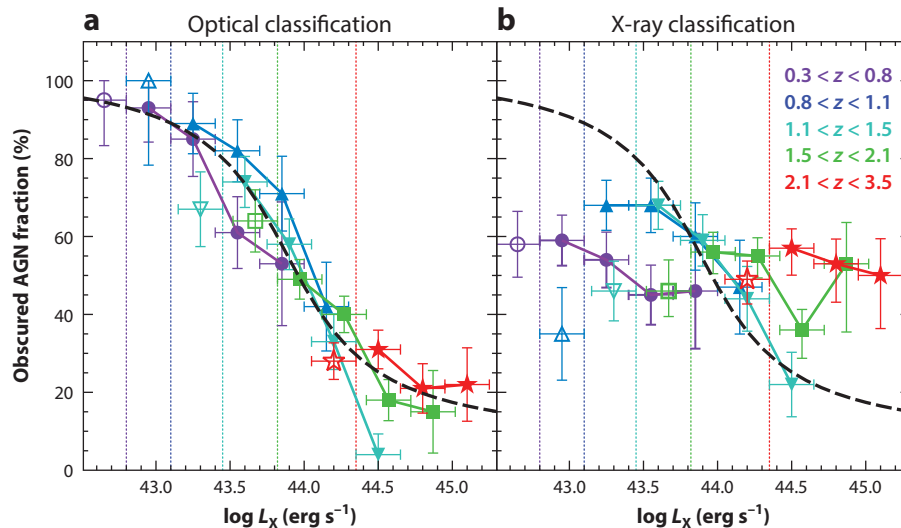 a Optical classification
b X-ray classification
Obscured AGN fraction (%)
100
80
60
40
20
0
0.3 < z < 0.8
0.8 < z < 1.1
1.1 < z < 1.5
1.5 < z < 2.1
2.1 < z < 3.5
43.0 43.5 44.0 44.5 45.0
43.0 43.5 44.0 44.5 45.0
log LX (erg s⁻¹)
log LX (erg s⁻¹)